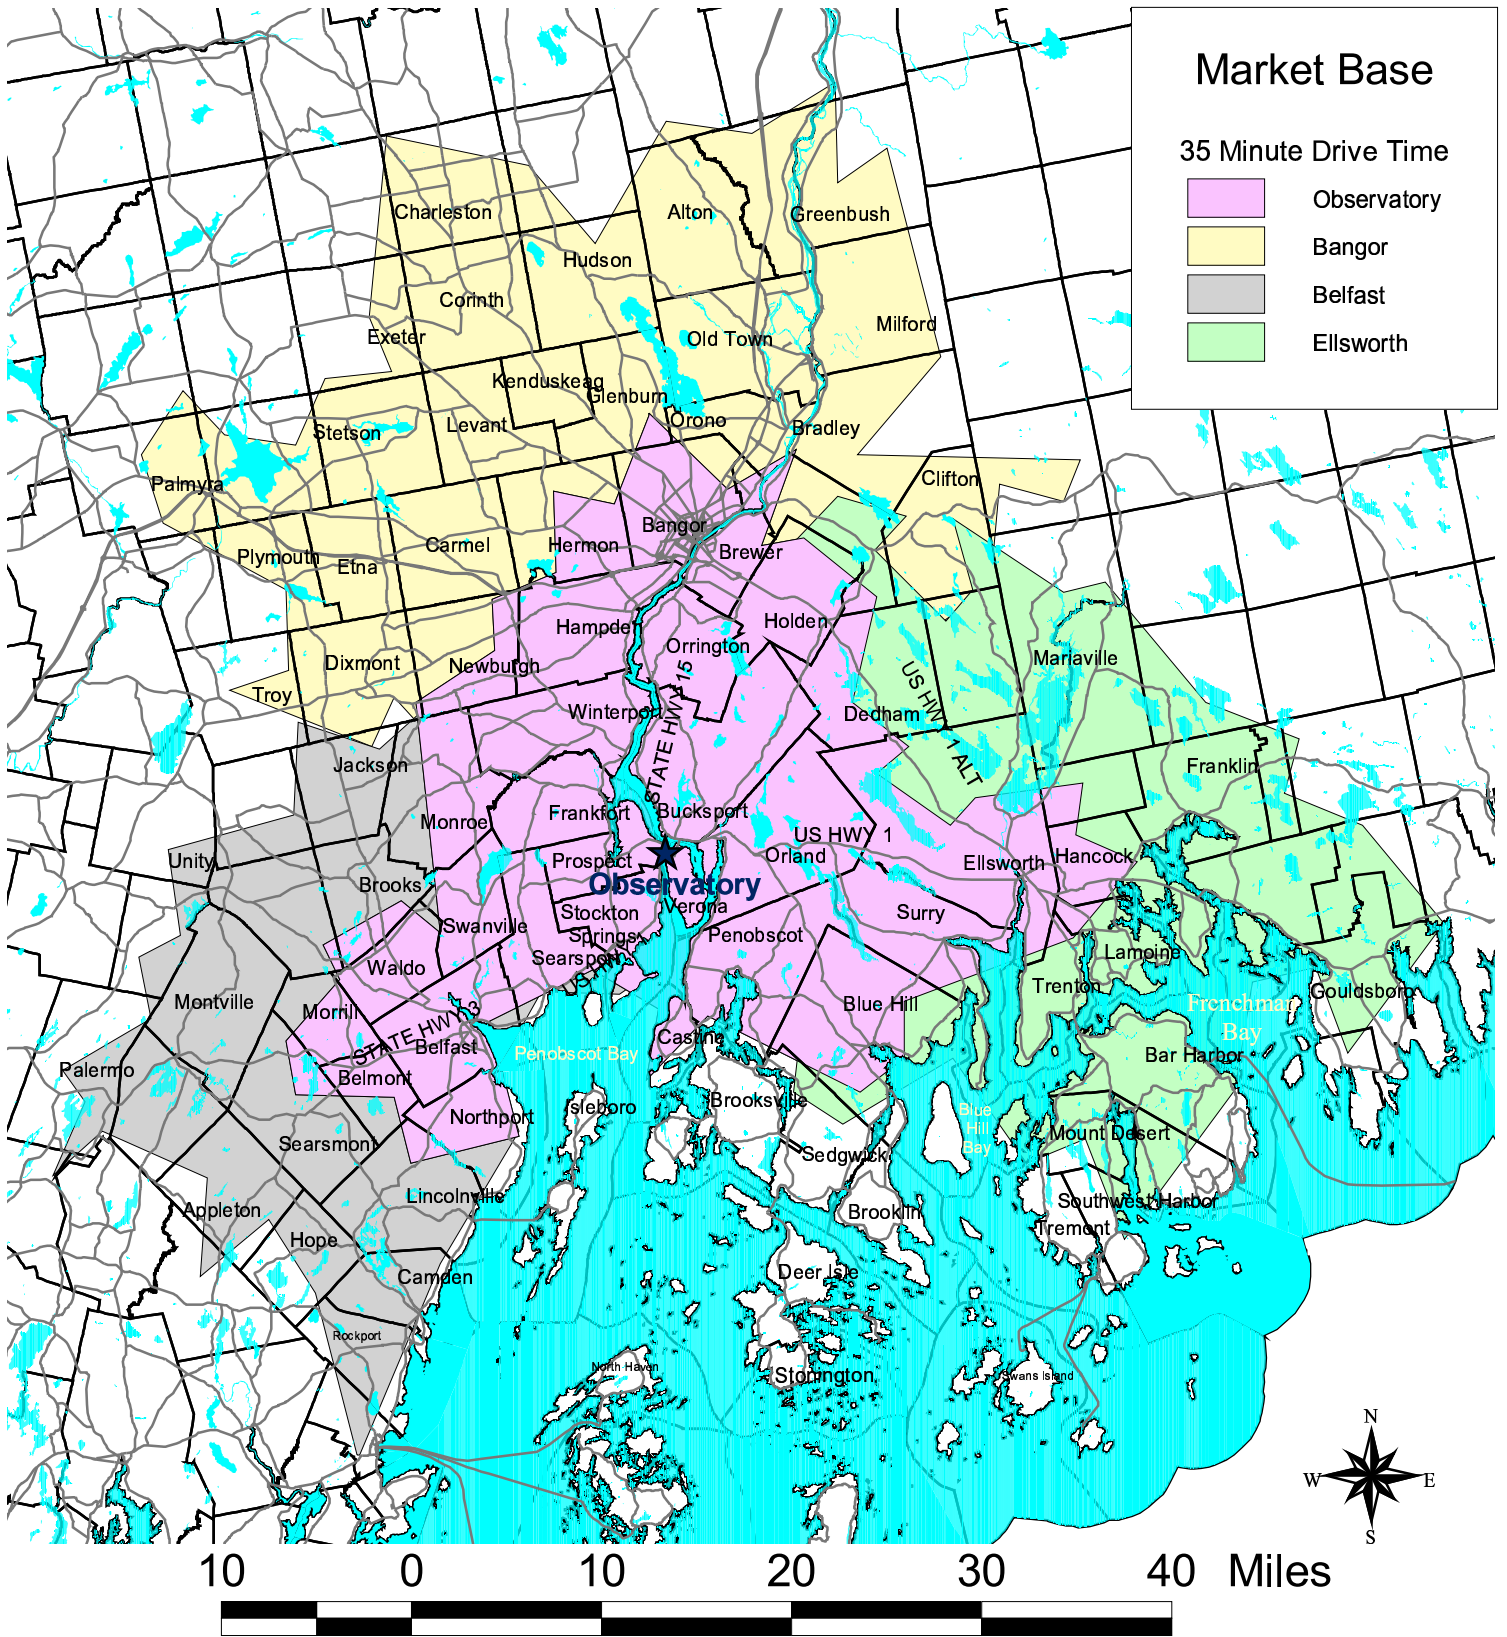 Market Base
35 Minute Drive Time
Observatory
Bangor
Belfast
Ellsworth
Charleston
Alton
Greenbush
Hudson
Corinth
Exeter
Old Town
Milford
Kenduskeag
Glenburn
Levant
Stetson
Orono
Bradley
Palmyra
Clifton
Bangor
Brewer
Hermon
Carmel
Plymouth
Etna
Hampden
Holden
Orrington
Dixmont
Newburgh
Troy
Mariaville
STATE HWY 15
US HWY 1 ALT
Winterport
Dedham
Jackson
Franklin
Monroe
Frankfort
Bucksport
US HWY 1
Unity
Prospect
Orland
Ellsworth
Hancock
Observatory
Brooks
Verona
Stockton
Springs
Surry
Swanville
Penobscot
Searsport
US HWY 1
Waldo
Lamoine
Trenton
Montville
Morrill
Blue Hill
Frenchman
Bay
Gouldsboro
STATE HWY 3
Belfast
Castine
Penobscot Bay
Bar Harbor
Palermo
Belmont
Brooksville
Isleboro
Northport
Blue
Hill
Bay
Mount Desert
Searsmont
Sedgwick
Lincolnville
Southwest Harbor
Appleton
Brooklin
Tremont
Hope
Camden
Deer Isle
Rockport
North Haven
Stonington
Swans Island
N
W
E
S
10 0 10 20 30 40 Miles